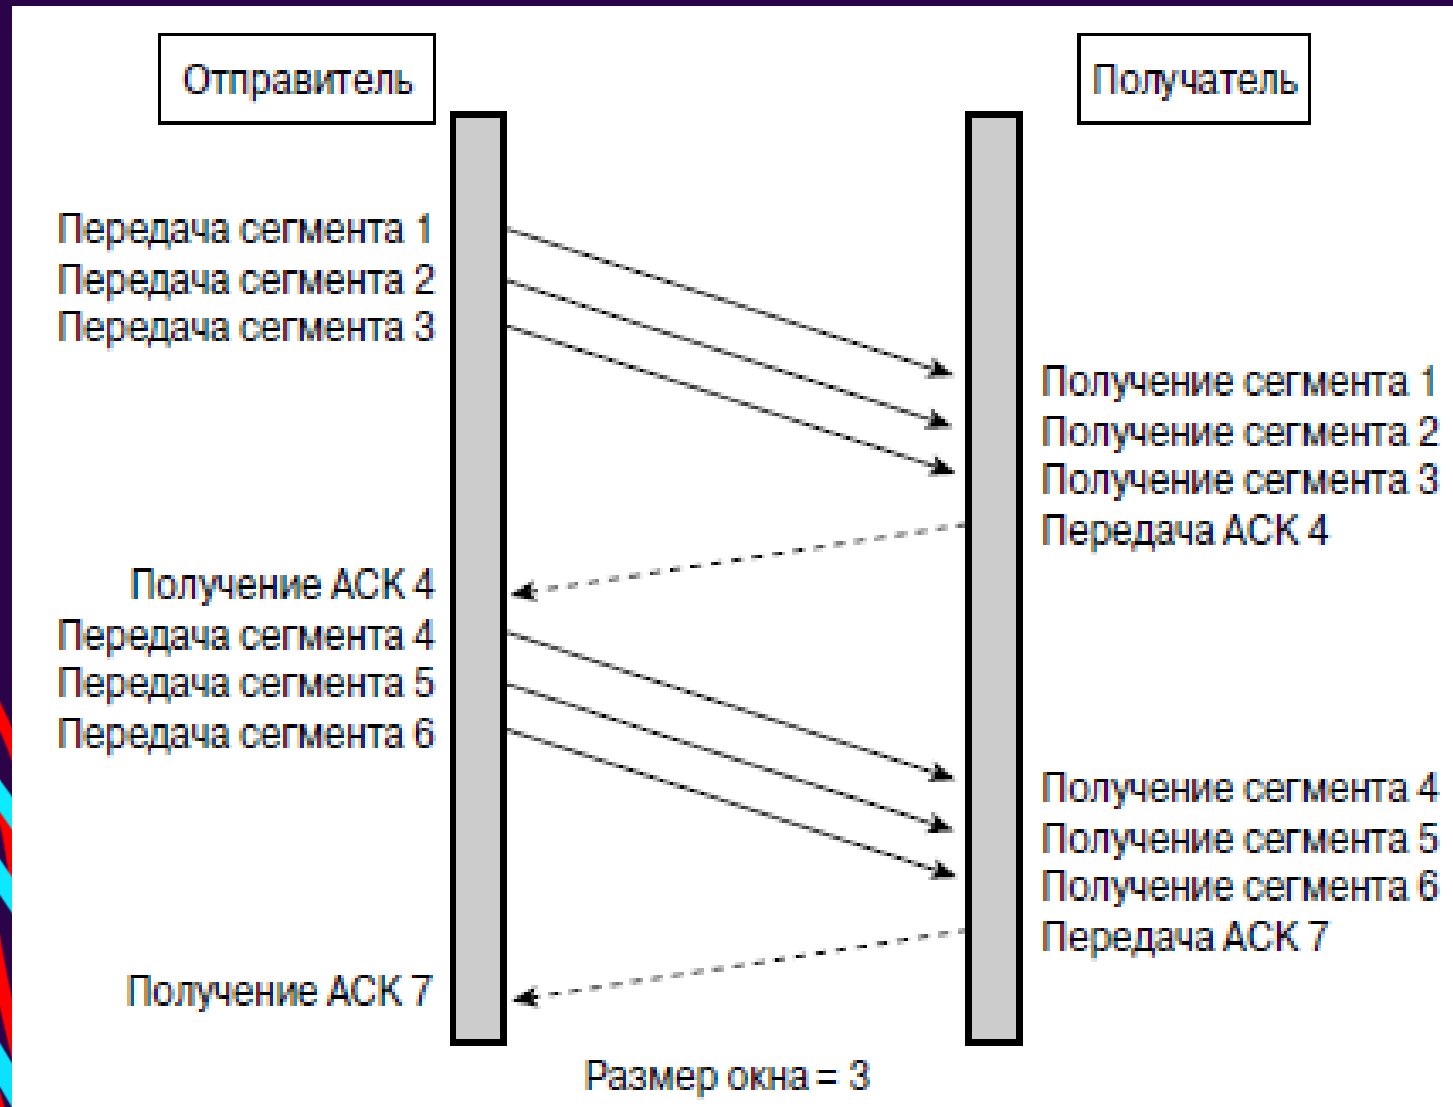 Отправитель
Получатель
Передача сегмента 1
Передача сегмента 2
Передача сегмента 3
Получение сегмента 1
Получение сегмента 2
Получение сегмента 3
Передача ACK 4
Получение ACK 4
Передача сегмента 4
Передача сегмента 5
Передача сегмента 6
Получение сегмента 4
Получение сегмента 5
Получение сегмента 6
Передача ACK 7
Получение ACK 7
Размер окна = 3